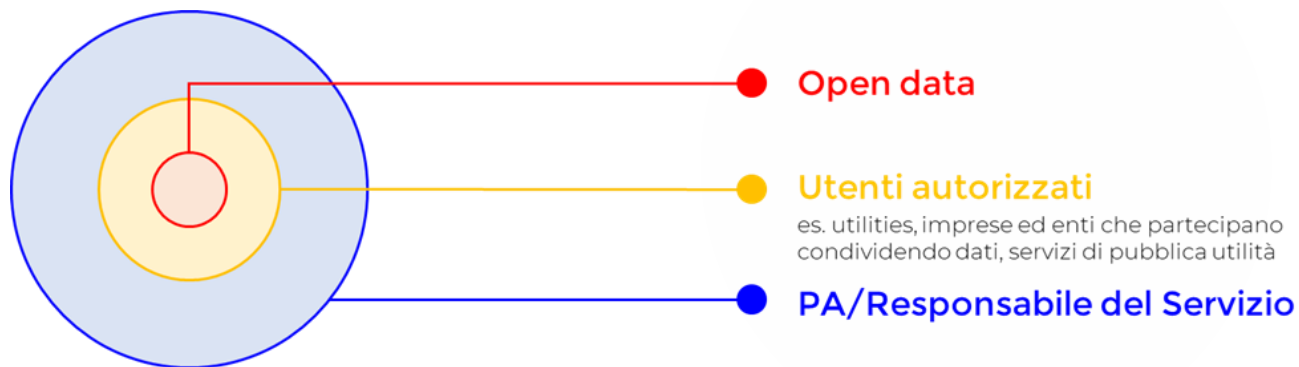 Open data
Utenti autorizzati
es. utilities, imprese ed enti che partecipano
condividendo dati, servizi di pubblica utilità
PA/Responsabile del Servizio